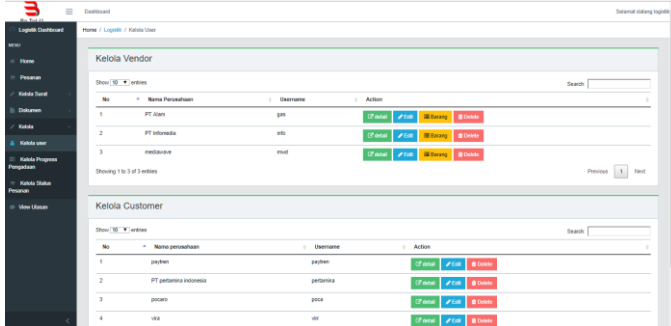 Dashboard
Selamat datang logistik
Logistik Dashboard
Home / Logistik / Kelola User
MENU
Home
Pesanan
Kelola Surat
Dokumen
Kelola
Kelola user
Kelola Progress Pengadaan
Kelola Status Pesanan
View Ulasan
Kelola Vendor
Show 10 entries
Search:
No Nama Perusahaan Username Action
1 PT Alam gas detail Edit Barang Delete
2 PT Infomedia info detail Edit Barang Delete
3 mediawave mvd detail Edit Barang Delete
Showing 1 to 3 of 3 entries
Previous 1 Next
Kelola Customer
Show 10 entries
Search:
No Nama perusahaan Username Action
1 paytren paytren detail Edit Delete
2 PT pertamina indonesia pertamina detail Edit Delete
3 pocaro poca detail Edit Delete
4 vira vir detail Edit Delete